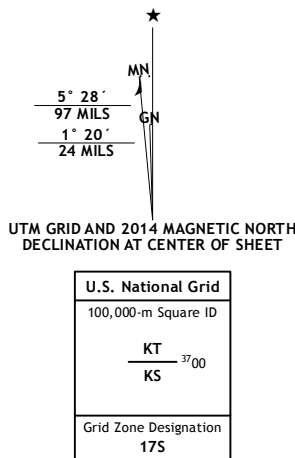 ★
MN
GN
5° 28´
97 MILS
1° 20´
24 MILS
UTM GRID AND 2014 MAGNETIC NORTH
DECLINATION AT CENTER OF SHEET
U.S. National Grid
100,000-m Square ID
KT
3700
KS
Grid Zone Designation
17S